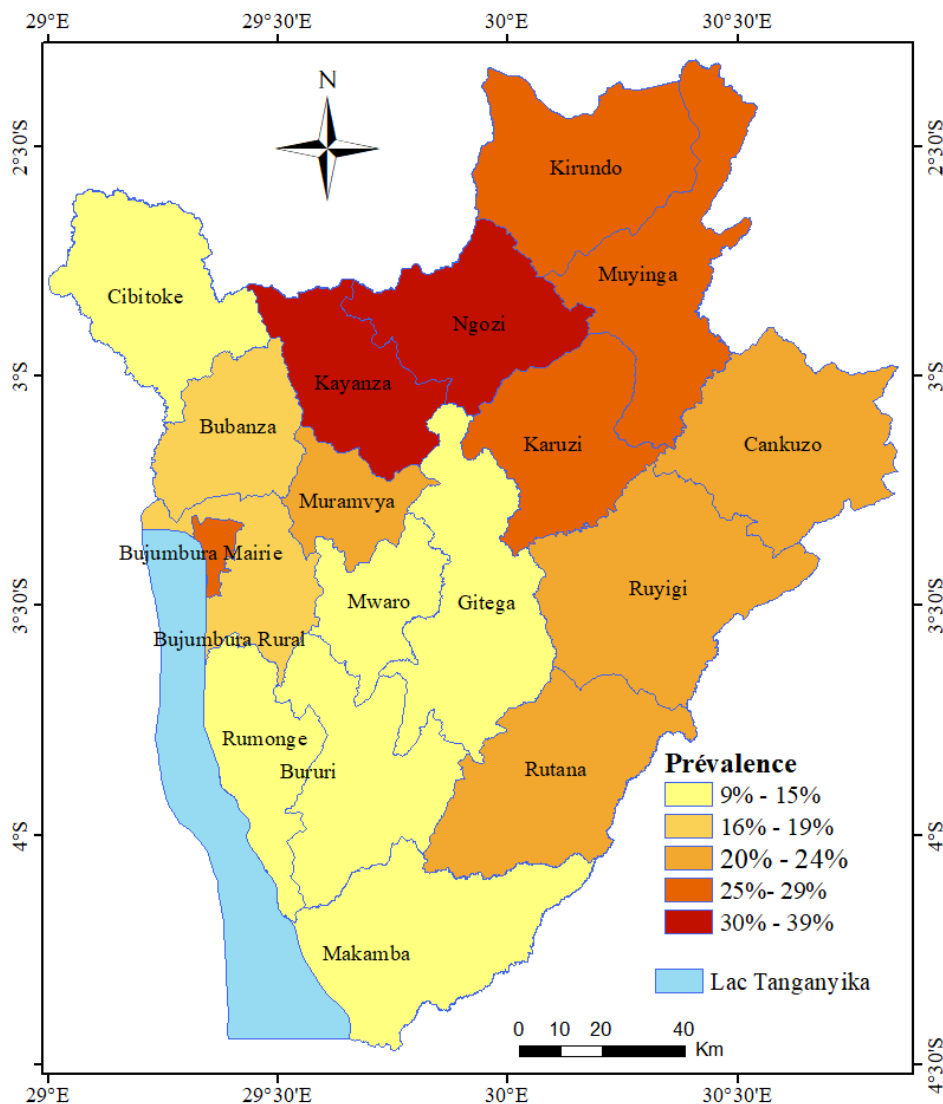 29°E 29°30'E 30°E 30°30'E
N
2°30'S 2°30'S
Kirundo
Muyinga
Cibitoke
Ngozi
3°S 3°S
Kayanza
Bubanza
Karuzi
Cankuzo
Muramvya
Bujumbura Mairie
Ruyigi
Mwaro
Gitega
3°30'S 3°30'S
Bujumbura Rural
Rumonge
Bururi
Rutana
Prévalence
9% - 15%
16% - 19%
4°S 4°S
20% - 24%
25%- 29%
30% - 39%
Makamba
Lac Tanganyika
0 10 20 40
Km
4°30'S 4°30'S
29°E 29°30'E 30°E 30°30'E